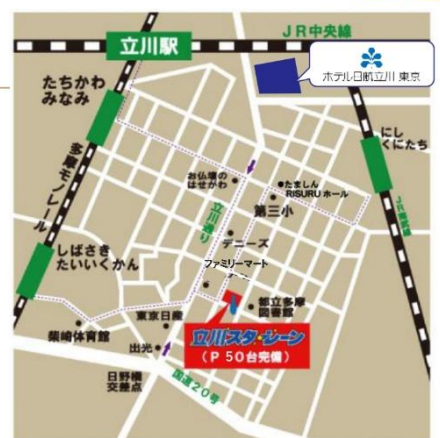 JR中央線
立川駅
ホテル日航立川 東京
たちかわ
みなみ
多摩モノレール
にし
くにたち
JR南武線
お仏壇の
はせがわ
たましん
RISURUホール
第三小
立川通り
デニーズ
ファミリーマート
しばさき
たいいくかん
都立多摩
図書館
東京日産
柴崎体育館
立川スターレーン
(P 50台完備)
出光
日野橋
交差点
国道20号